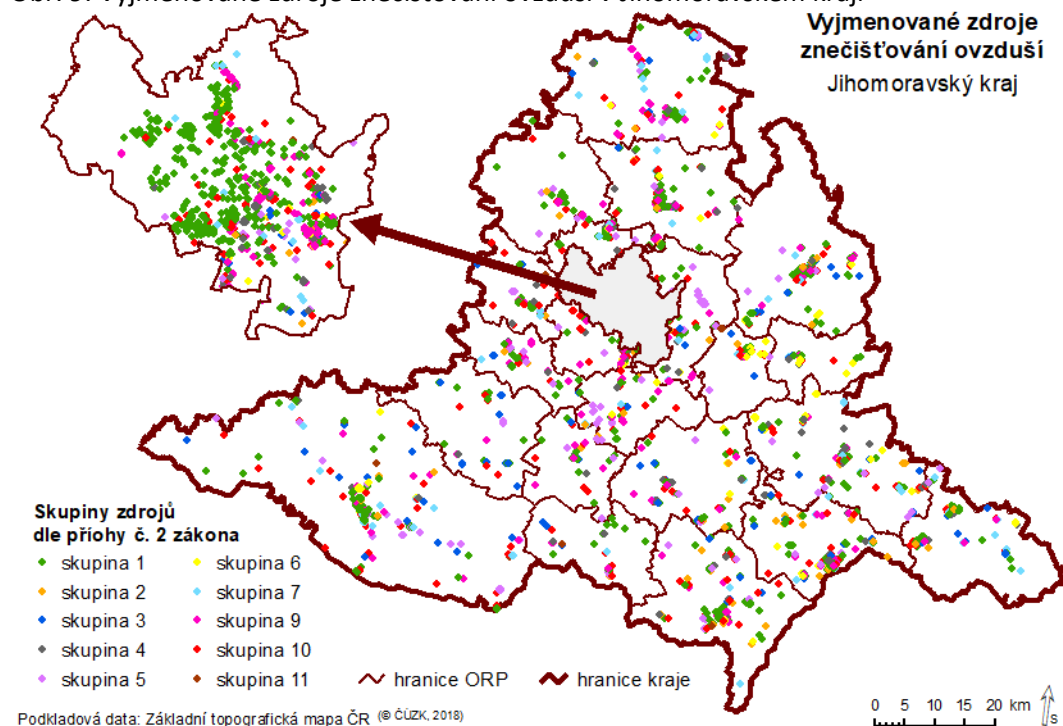 Vyjmenované zdroje
znečišťování ovzduší
Jihomoravský kraj
Skupiny zdrojů
dle příohy č. 2 zákona
skupina 1
skupina 2
skupina 3
skupina 4
skupina 5
skupina 6
skupina 7
skupina 9
skupina 10
skupina 11
hranice ORP
hranice kraje
0 5 10 15 20 km
S
Podkladová data: Základní topografická mapa ČR (© ČÚZK, 2018)